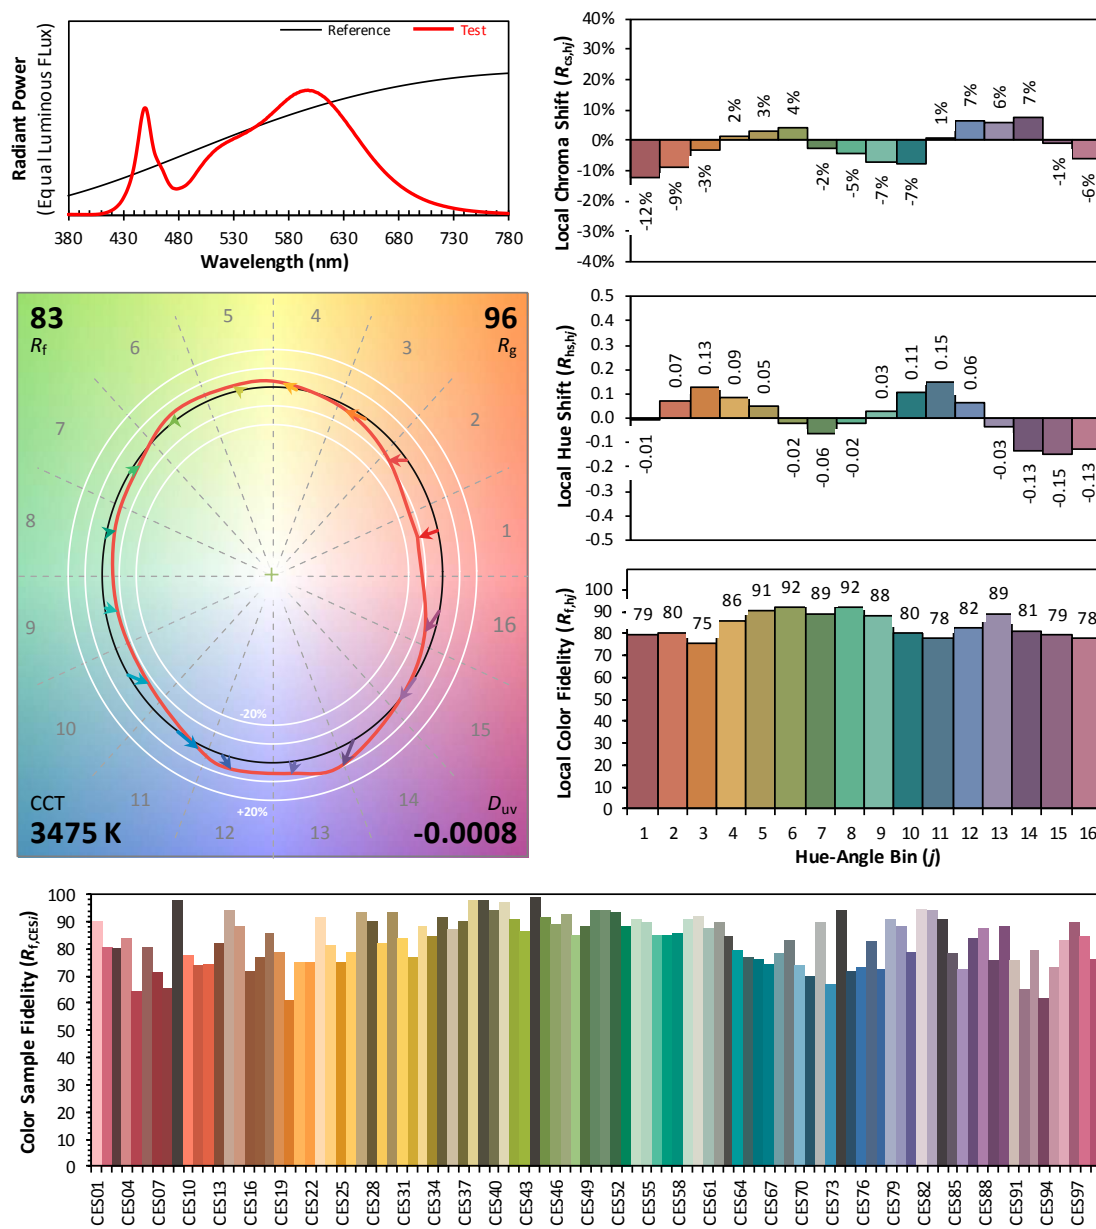 Radiant Power
(Equal Luminous FLux)
Reference
Test
380 430 480 530 580 630 680 730 780
Wavelength (nm)
Local Chroma Shift (Rcs,hj)
40%
30%
20%
10%
0%
-10%
-20%
-30%
-40%
-12% -9% -3% 2% 3% 4% -2% -5% -7% -7% 1% 7% 6% 7% -1% -6%
83
Rf
96
Rg
5 4
6 3
7 2
8 1
9 16
10 15
11 14
12 13
-20%
+20%
CCT
3475 K
Duv
-0.0008
Local Hue Shift (Rhs,hj)
0.5
0.4
0.3
0.2
0.1
0.0
-0.1
-0.2
-0.3
-0.4
-0.5
-0.01 0.07 0.13 0.09 0.05 -0.02 -0.06 -0.02 0.03 0.11 0.15 0.06 -0.03 -0.13 -0.15 -0.13
Local Color Fidelity (Rf,hj)
100
90
80
70
60
50
40
30
20
10
0
79 80 75 86 91 92 89 92 88 80 78 82 89 81 79 78
1 2 3 4 5 6 7 8 9 10 11 12 13 14 15 16
Hue-Angle Bin (j)
Color Sample Fidelity (Rf,CESi)
100
90
80
70
60
50
40
30
20
10
0
CES01 CES04 CES07 CES10 CES13 CES16 CES19 CES22 CES25 CES28 CES31 CES34 CES37 CES40 CES43 CES46 CES49 CES52 CES55 CES58 CES61 CES64 CES67 CES70 CES73 CES76 CES79 CES82 CES85 CES88 CES91 CES94 CES97